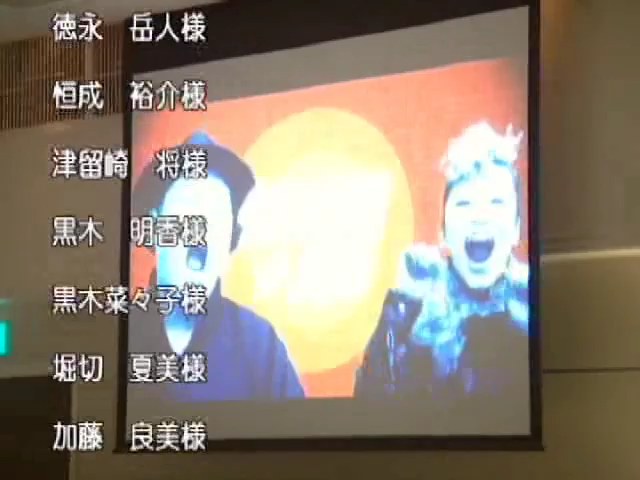 徳永　岳人様
恒成　裕介様
津留崎　将様
黒木　明香様
黒木菜々子様
堀切　夏美様
加藤　良美様